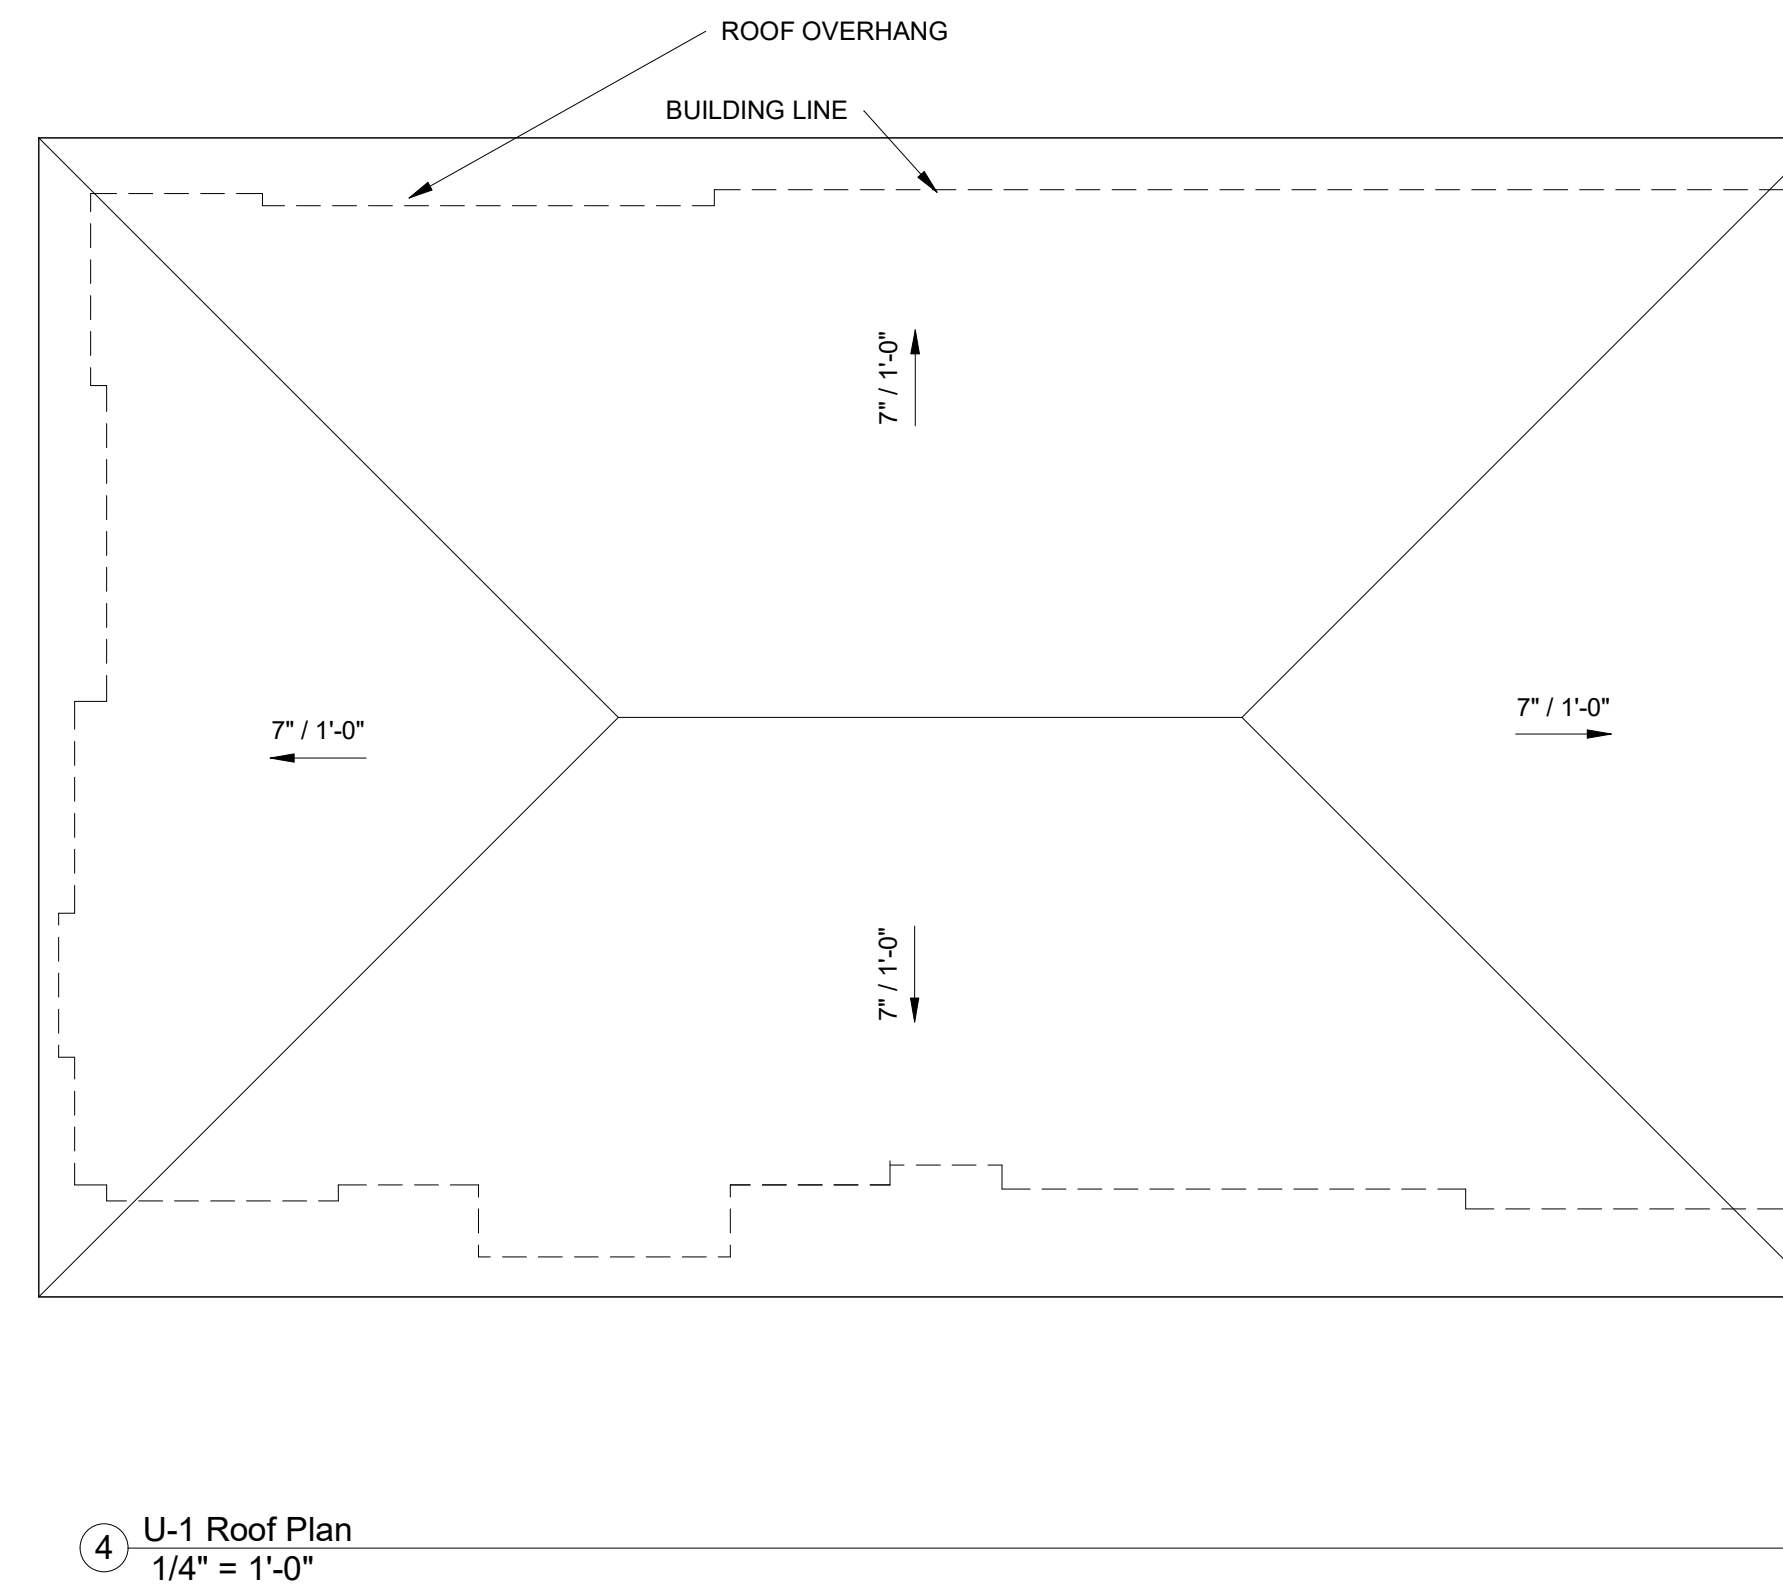 ROOF OVERHANG
BUILDING LINE
7" / 1'-0"
7" / 1'-0"
7" / 1'-0"
7" / 1'-0"
4
U-1 Roof Plan
1/4" = 1'-0"